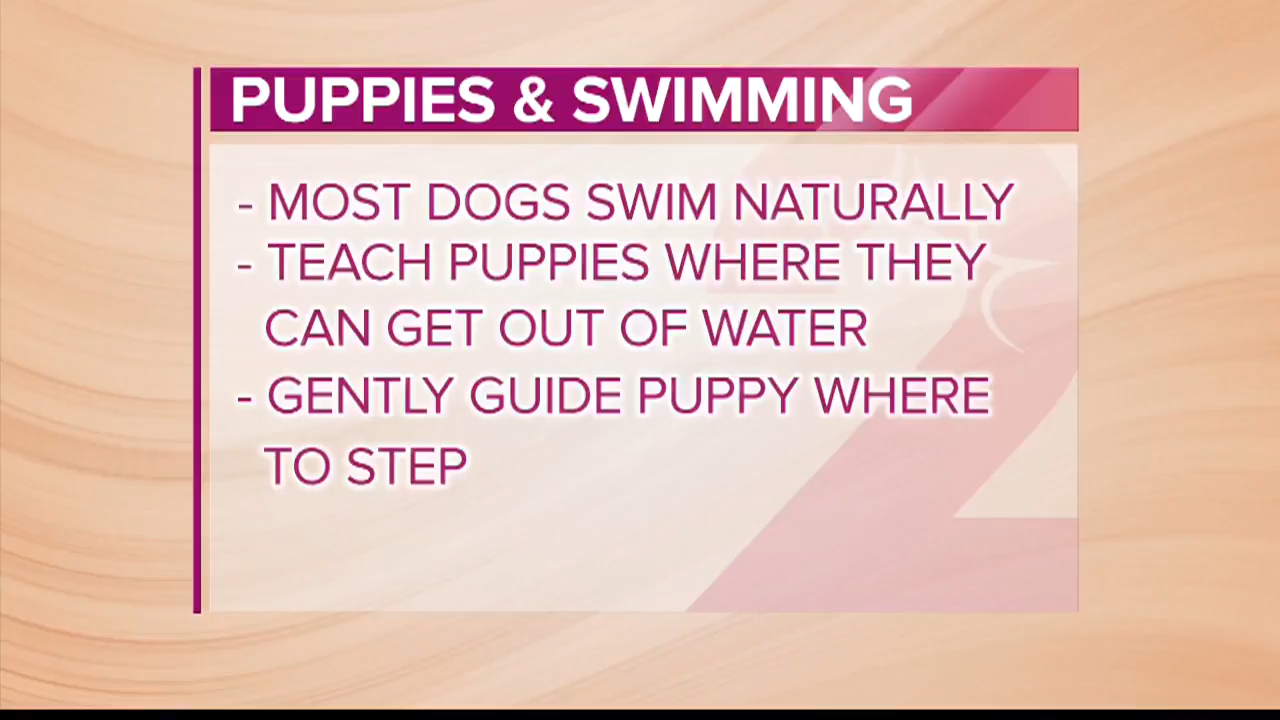 PUPPIES & SWIMMING
- MOST DOGS SWIM NATURALLY
- TEACH PUPPIES WHERE THEY
CAN GET OUT OF WATER
- GENTLY GUIDE PUPPY WHERE
TO STEP